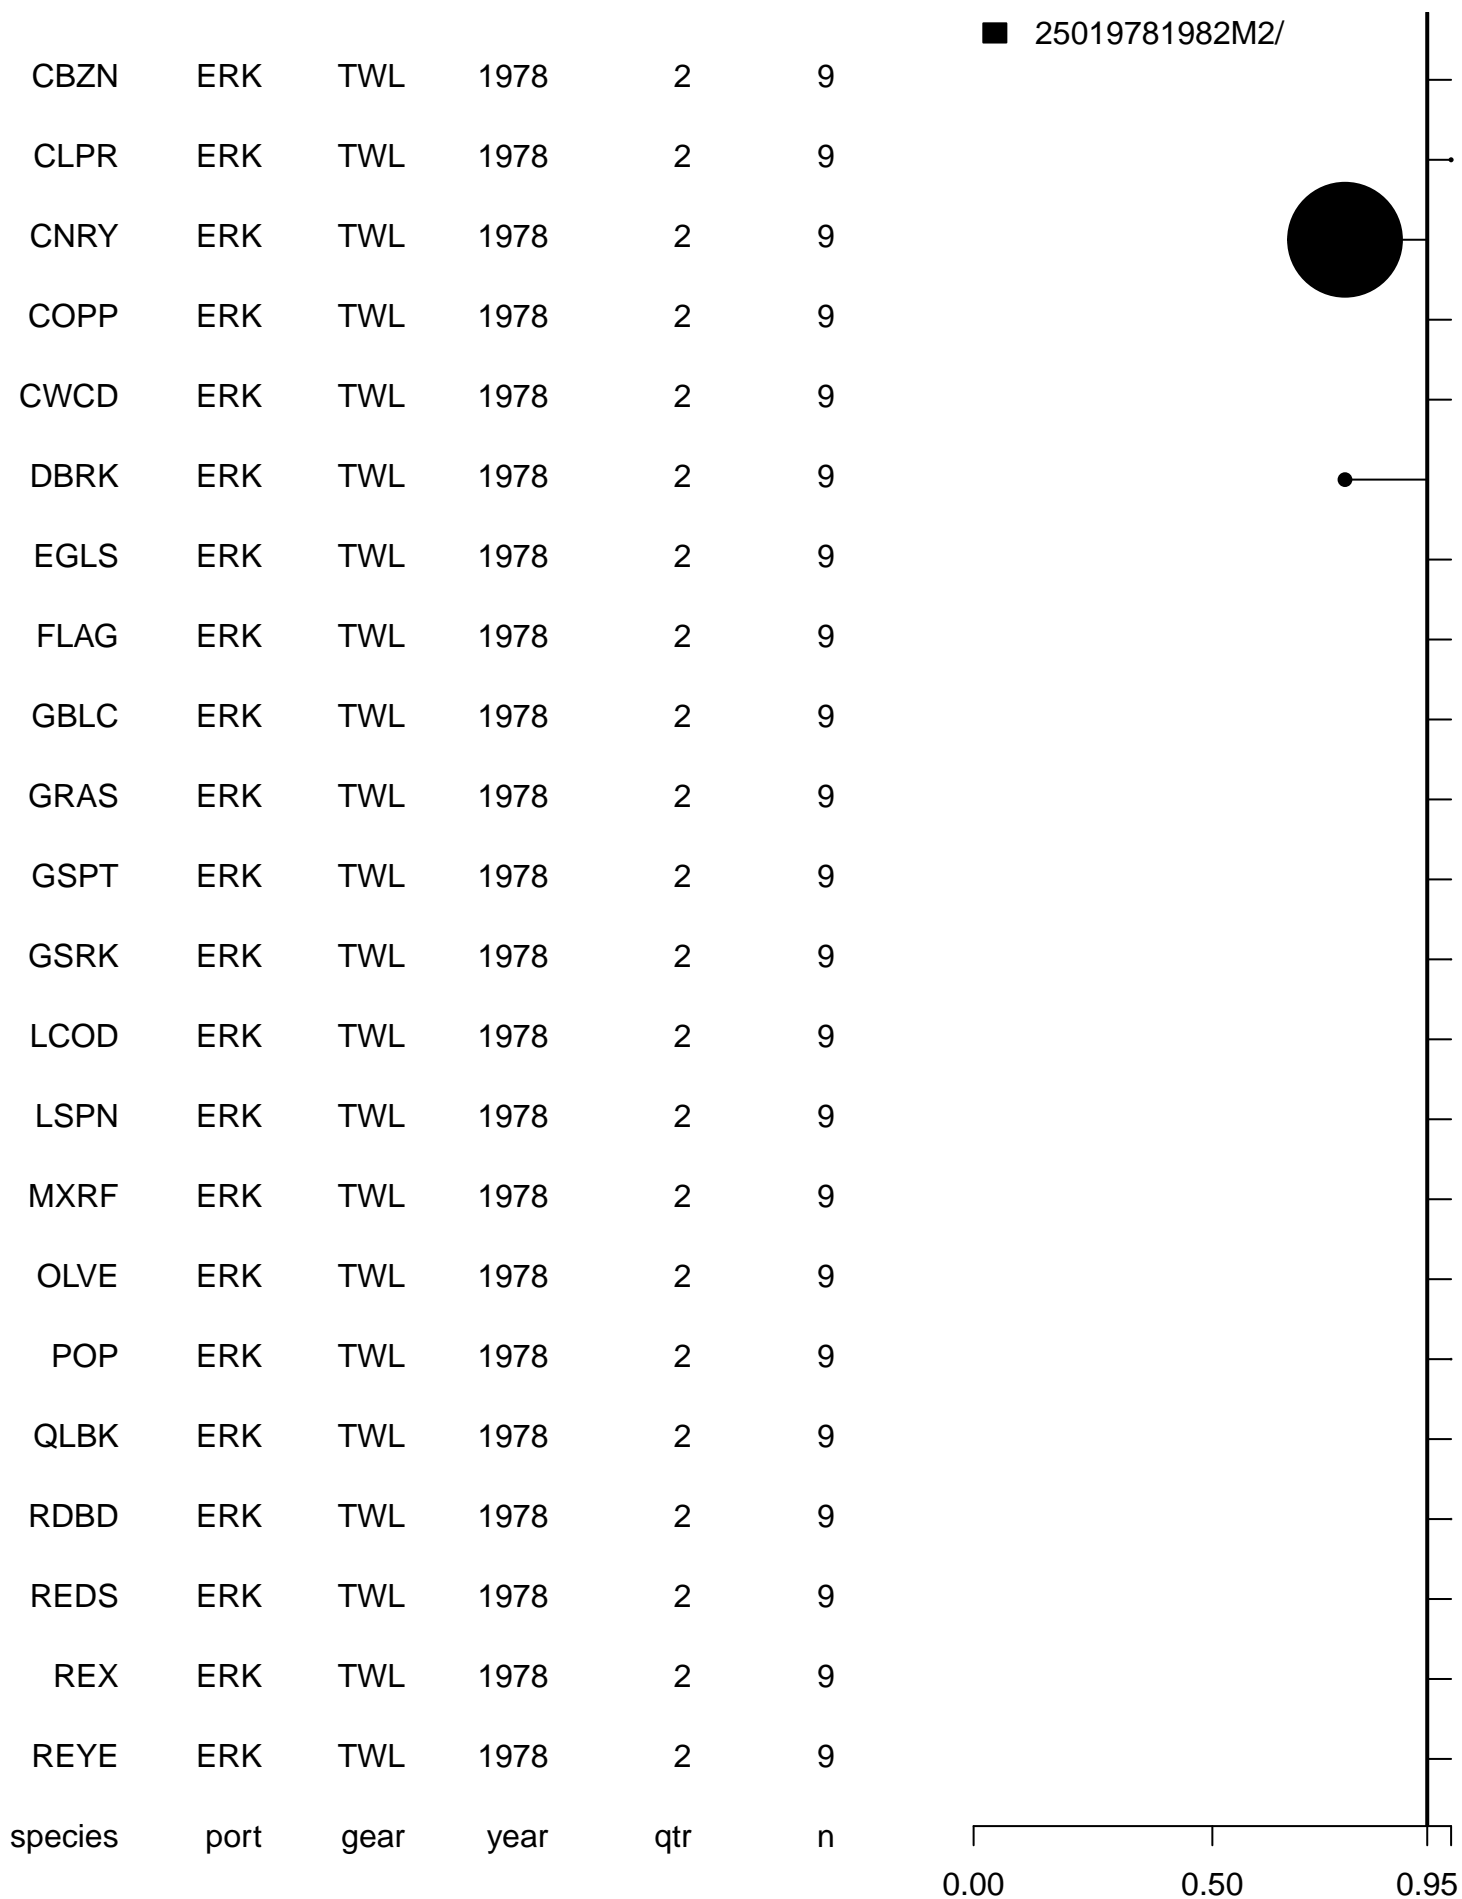 25019781982M2/
CBZN ERK TWL 1978 2 9
CLPR ERK TWL 1978 2 9
CNRY ERK TWL 1978 2 9
COPP ERK TWL 1978 2 9
CWCD ERK TWL 1978 2 9
DBRK ERK TWL 1978 2 9
EGLS ERK TWL 1978 2 9
FLAG ERK TWL 1978 2 9
GBLC ERK TWL 1978 2 9
GRAS ERK TWL 1978 2 9
GSPT ERK TWL 1978 2 9
GSRK ERK TWL 1978 2 9
LCOD ERK TWL 1978 2 9
LSPN ERK TWL 1978 2 9
MXRF ERK TWL 1978 2 9
OLVE ERK TWL 1978 2 9
POP ERK TWL 1978 2 9
QLBK ERK TWL 1978 2 9
RDBD ERK TWL 1978 2 9
REDS ERK TWL 1978 2 9
REX ERK TWL 1978 2 9
REYE ERK TWL 1978 2 9
species port gear year qtr n
0.00 0.50 0.95